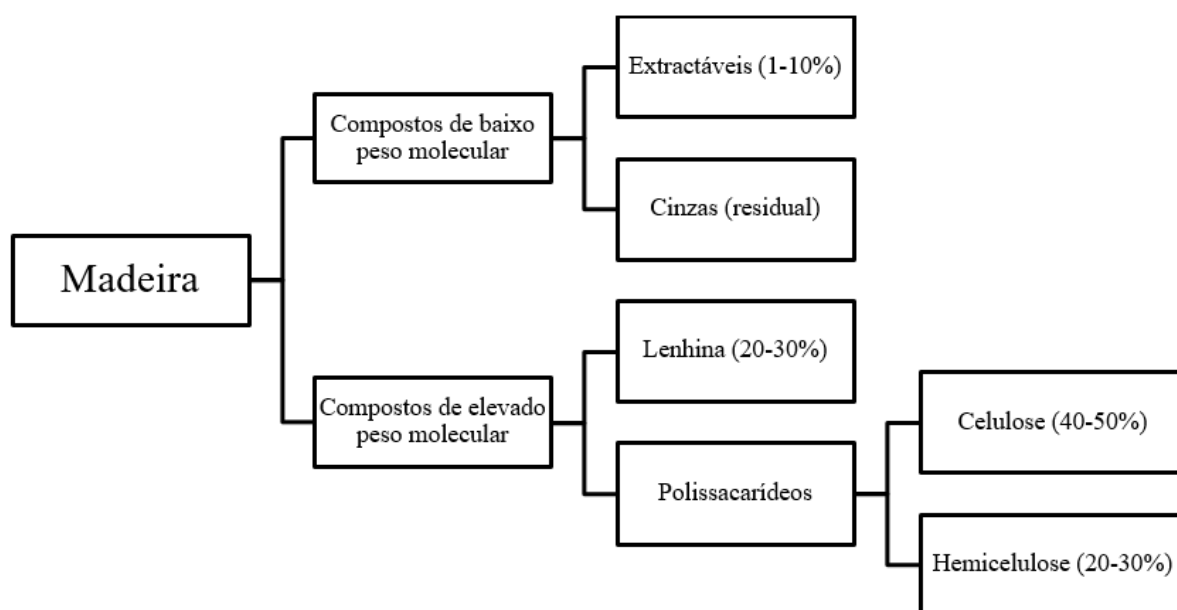 Madeira
Compostos de baixo
peso molecular
Extractáveis (1-10%)
Cinzas (residual)
Compostos de elevado
peso molecular
Lenhina (20-30%)
Polissacarídeos
Celulose (40-50%)
Hemicelulose (20-30%)